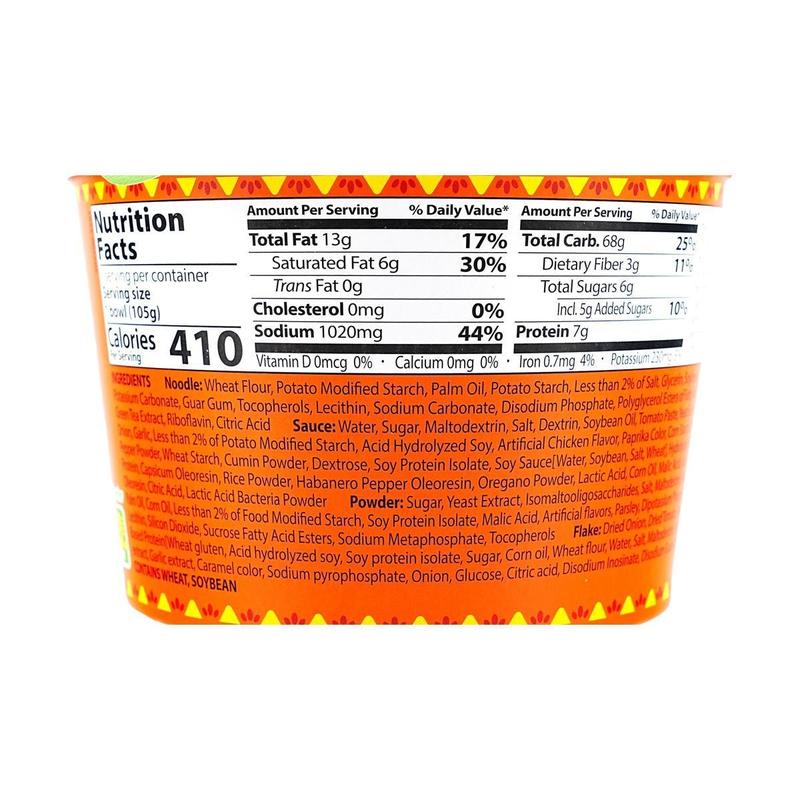 Nutrition
Facts
serving per container
Serving size
bowl (105g)
Calories
per serving
410
Amount Per Serving % Daily Value*
Total Fat 13g 17%
Saturated Fat 6g 30%
Trans Fat 0g
Cholesterol 0mg 0%
Sodium 1020mg 44%
Amount Per Serving % Daily Value*
Total Carb. 68g 25%
Dietary Fiber 3g 11%
Total Sugars 6g
Incl. 5g Added Sugars 10%
Protein 7g
Vitamin D 0mcg 0% · Calcium 0mg 0% · Iron 0.7mg 4% · Potassium
INGREDIENTS Noodle: Wheat Flour, Potato Modified Starch, Palm Oil, Potato Starch, Less than 2% of Salt, Glycerin,
Potassium Carbonate, Guar Gum, Tocopherols, Lecithin, Sodium Carbonate, Disodium Phosphate, Polyglycerol Esters of
Green Tea Extract, Riboflavin, Citric Acid Sauce: Water, Sugar, Maltodextrin, Salt, Dextrin, Soybean Oil, Tomato Paste,
Onion, Garlic, Less than 2% of Potato Modified Starch, Acid Hydrolyzed Soy, Artificial Chicken Flavor, Paprika Color, Corn
Pepper Powder, Wheat Starch, Cumin Powder, Dextrose, Soy Protein Isolate, Soy Sauce[Water, Soybean, Salt, Wheat],
Capsicum Oleoresin, Rice Powder, Habanero Pepper Oleoresin, Oregano Powder, Lactic Acid, Corn Oil, Malic
Citric Acid, Lactic Acid Bacteria Powder Powder: Sugar, Yeast Extract, Isomaltooligosaccharides, Salt,
Oil, Corn Oil, Less than 2% of Food Modified Starch, Soy Protein Isolate, Malic Acid, Artificial flavors, Parsley,
Silicon Dioxide, Sucrose Fatty Acid Esters, Sodium Metaphosphate, Tocopherols Flake: Dried Onion, Dried
Protein(Wheat gluten, Acid hydrolyzed soy, Soy protein isolate, Sugar, Corn oil, Wheat flour, Water, Salt,
Garlic extract, Caramel color, Sodium pyrophosphate, Onion, Glucose, Citric acid, Disodium Inosinate, Disodium
CONTAINS WHEAT, SOYBEAN